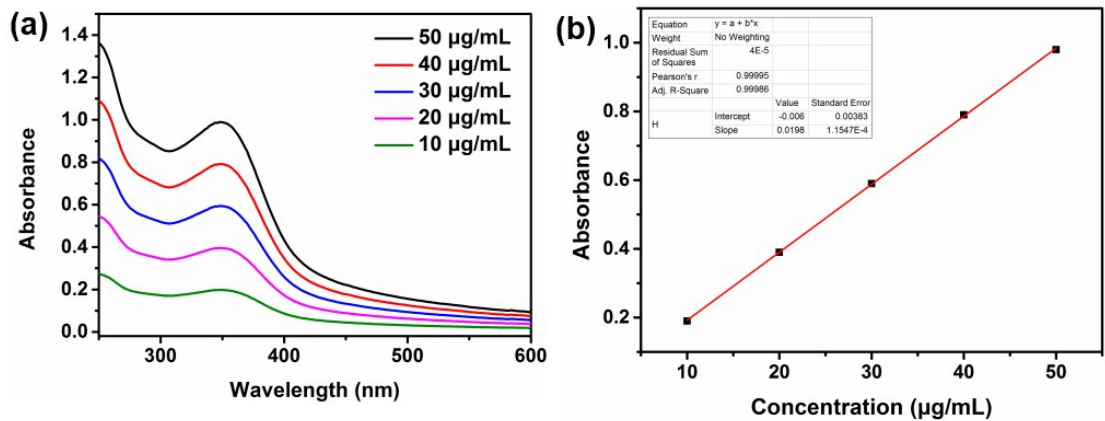 (a)
1.4
1.2
1.0
0.8
0.6
0.4
0.2
0.0
Absorbance
50 µg/mL
40 µg/mL
30 µg/mL
20 µg/mL
10 µg/mL
300 400 500 600
Wavelength (nm)
(b)
1.0
0.8
0.6
0.4
0.2
Absorbance
Equation y = a + b*x
Weight No Weighting
Residual Sum of Squares 4E-5
Pearson's r 0.99995
Adj. R-Square 0.99986
Value Standard Error
H Intercept -0.006 0.00383
Slope 0.0198 1.1547E-4
10 20 30 40 50
Concentration (µg/mL)